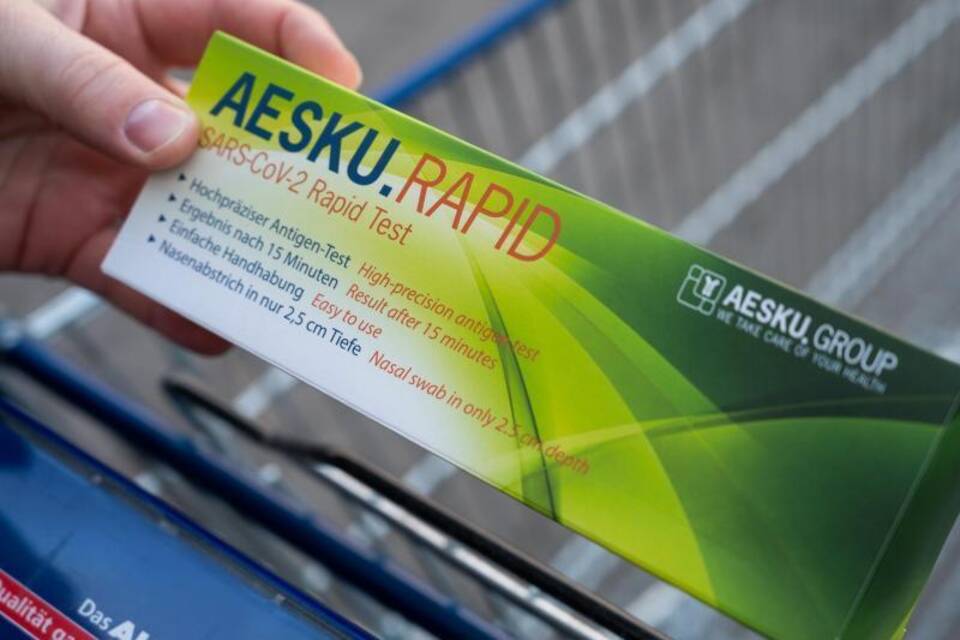 AESKU.RAPID
SARS-CoV-2 Rapid Test
Hochpräziser Antigen-Test High-precision antigen test
Ergebnis nach 15 Minuten Result after 15 minutes
Einfache Handhabung Easy to use
Nasenabstrich in nur 2,5 cm Tiefe Nasal swab in only 2.5 cm depth
AESKU.GROUP
WE TAKE CARE OF YOUR HEALTH
Das